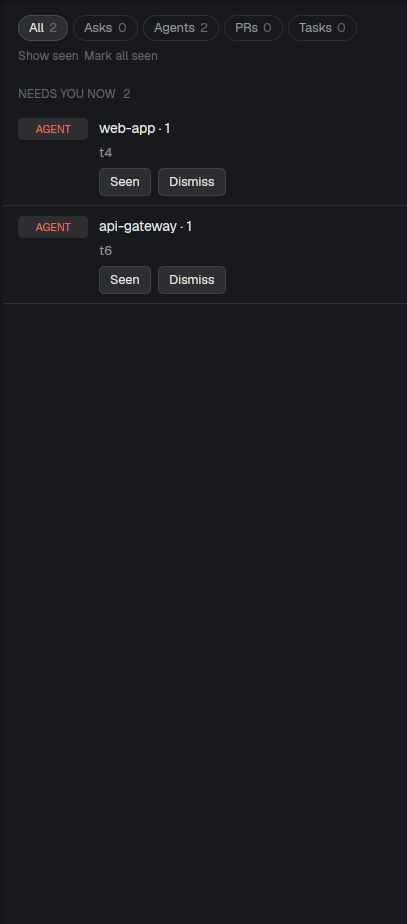 All 2 Asks 0 Agents 2 PRs 0 Tasks 0
Show seen Mark all seen
NEEDS YOU NOW 2
AGENT web-app · 1
t4
Seen Dismiss
AGENT api-gateway · 1
t6
Seen Dismiss